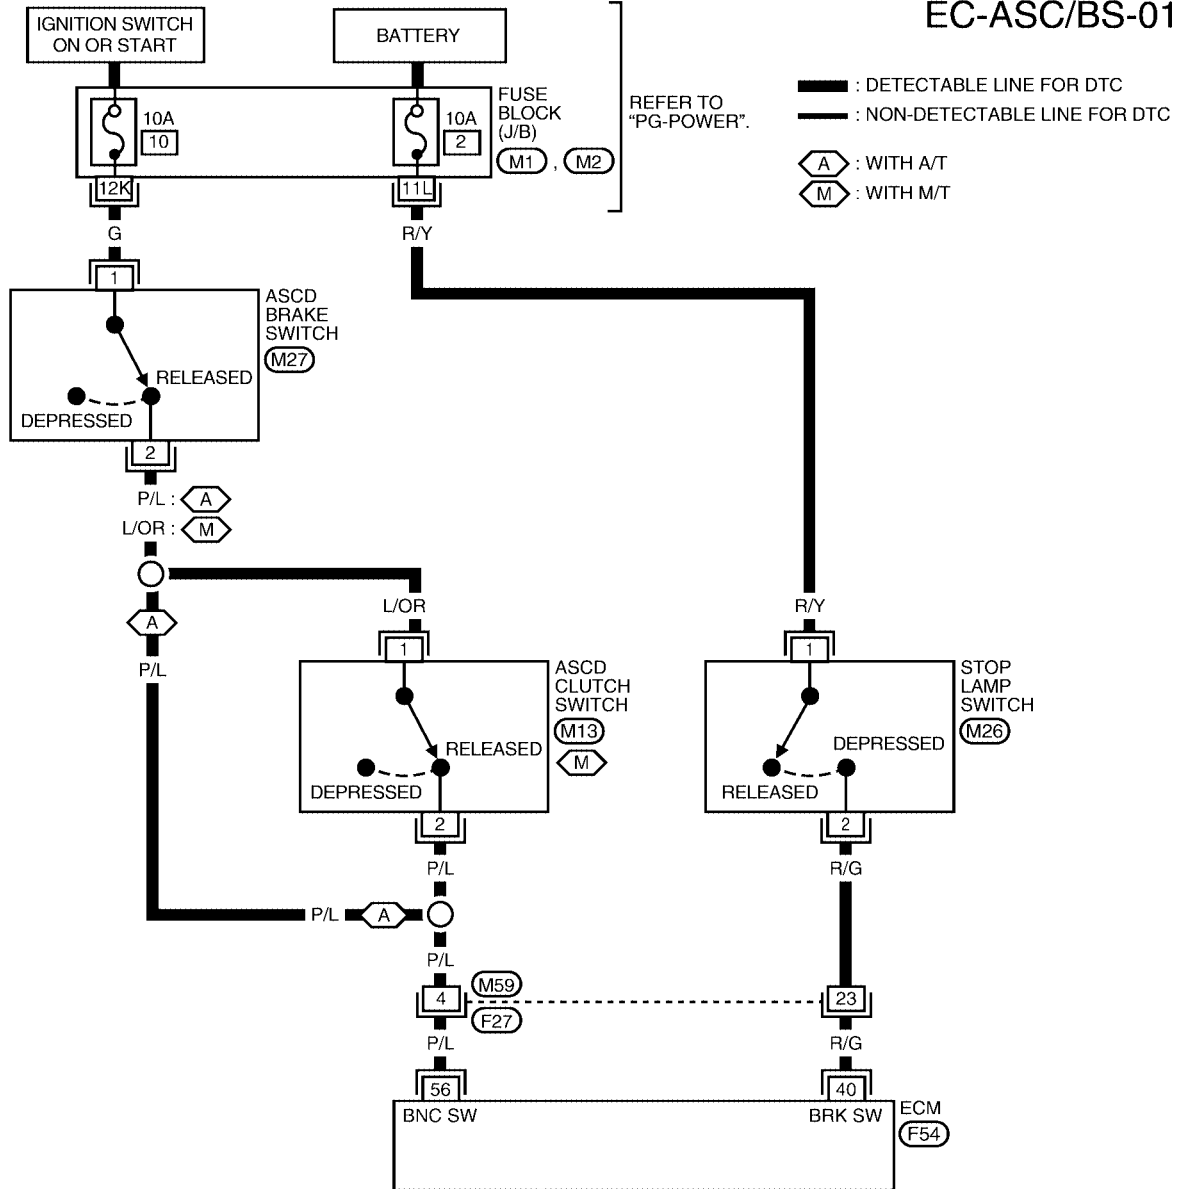 EC-ASC/BS-01
IGNITION SWITCH
ON OR START
BATTERY
10A
10
10A
2
FUSE
BLOCK
(J/B)
M1 , M2
REFER TO
"PG-POWER".
: DETECTABLE LINE FOR DTC
: NON-DETECTABLE LINE FOR DTC
A : WITH A/T
M : WITH M/T
12K
11L
G
R/Y
1
ASCD
BRAKE
SWITCH
M27
RELEASED
DEPRESSED
2
P/L : A
L/OR : M
A
P/L
L/OR
R/Y
1
ASCD
CLUTCH
SWITCH
M13
M
RELEASED
DEPRESSED
2
1
STOP
LAMP
SWITCH
M26
DEPRESSED
RELEASED
2
P/L
R/G
P/L A
P/L
4
M59
F27
23
P/L
R/G
56
40
BNC SW
BRK SW
ECM
F54